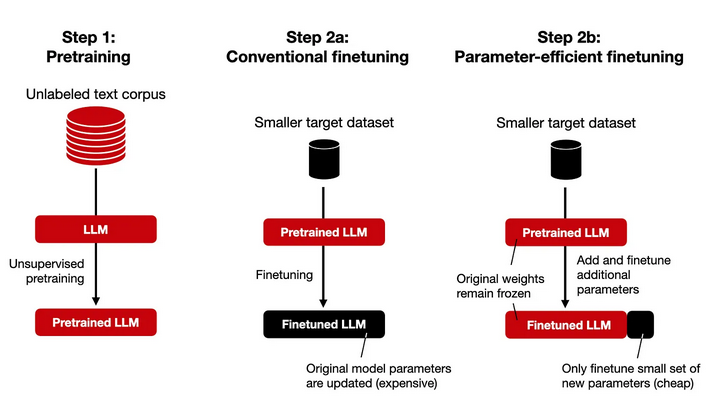 Step 1:
Pretraining
Unlabeled text corpus
LLM
Unsupervised
pretraining
Pretrained LLM
Step 2a:
Conventional finetuning
Smaller target dataset
Pretrained LLM
Finetuning
Finetuned LLM
Original model parameters
are updated (expensive)
Step 2b:
Parameter-efficient finetuning
Smaller target dataset
Pretrained LLM
Original weights
remain frozen
Add and finetune
additional
parameters
Finetuned LLM
Only finetune small set of
new parameters (cheap)